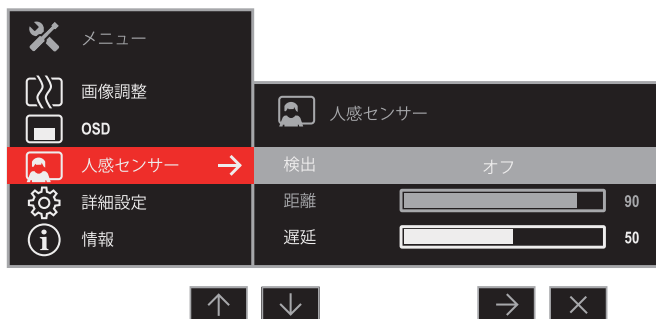 メニュー
画像調整
OSD
人感センサー
詳細設定
情報
人感センサー
検出 オフ
距離 90
遅延 50